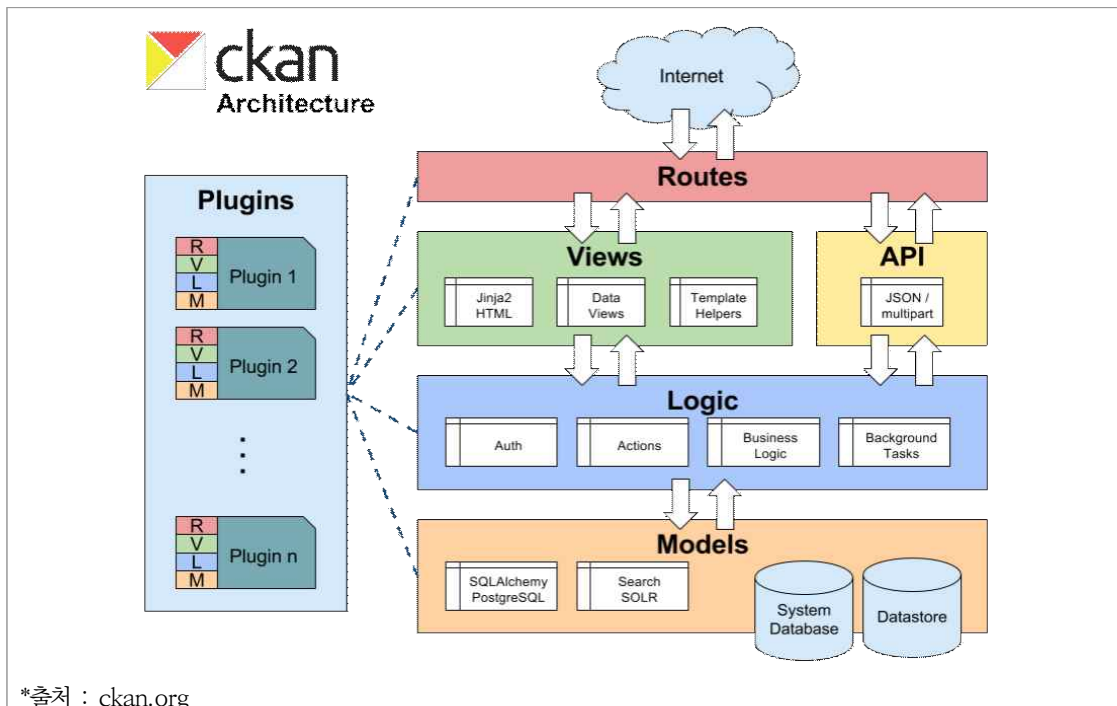 ckan
Architecture
Internet
Routes
Plugins
R
V
L
M
Plugin 1
R
V
L
M
Plugin 2
R
V
L
M
Plugin n
Views
Jinja2
HTML
Data
Views
Template
Helpers
API
JSON /
multipart
Logic
Auth
Actions
Business
Logic
Background
Tasks
Models
SQLAlchemy
PostgreSQL
Search
SOLR
System
Database
Datastore
*출처 : ckan.org